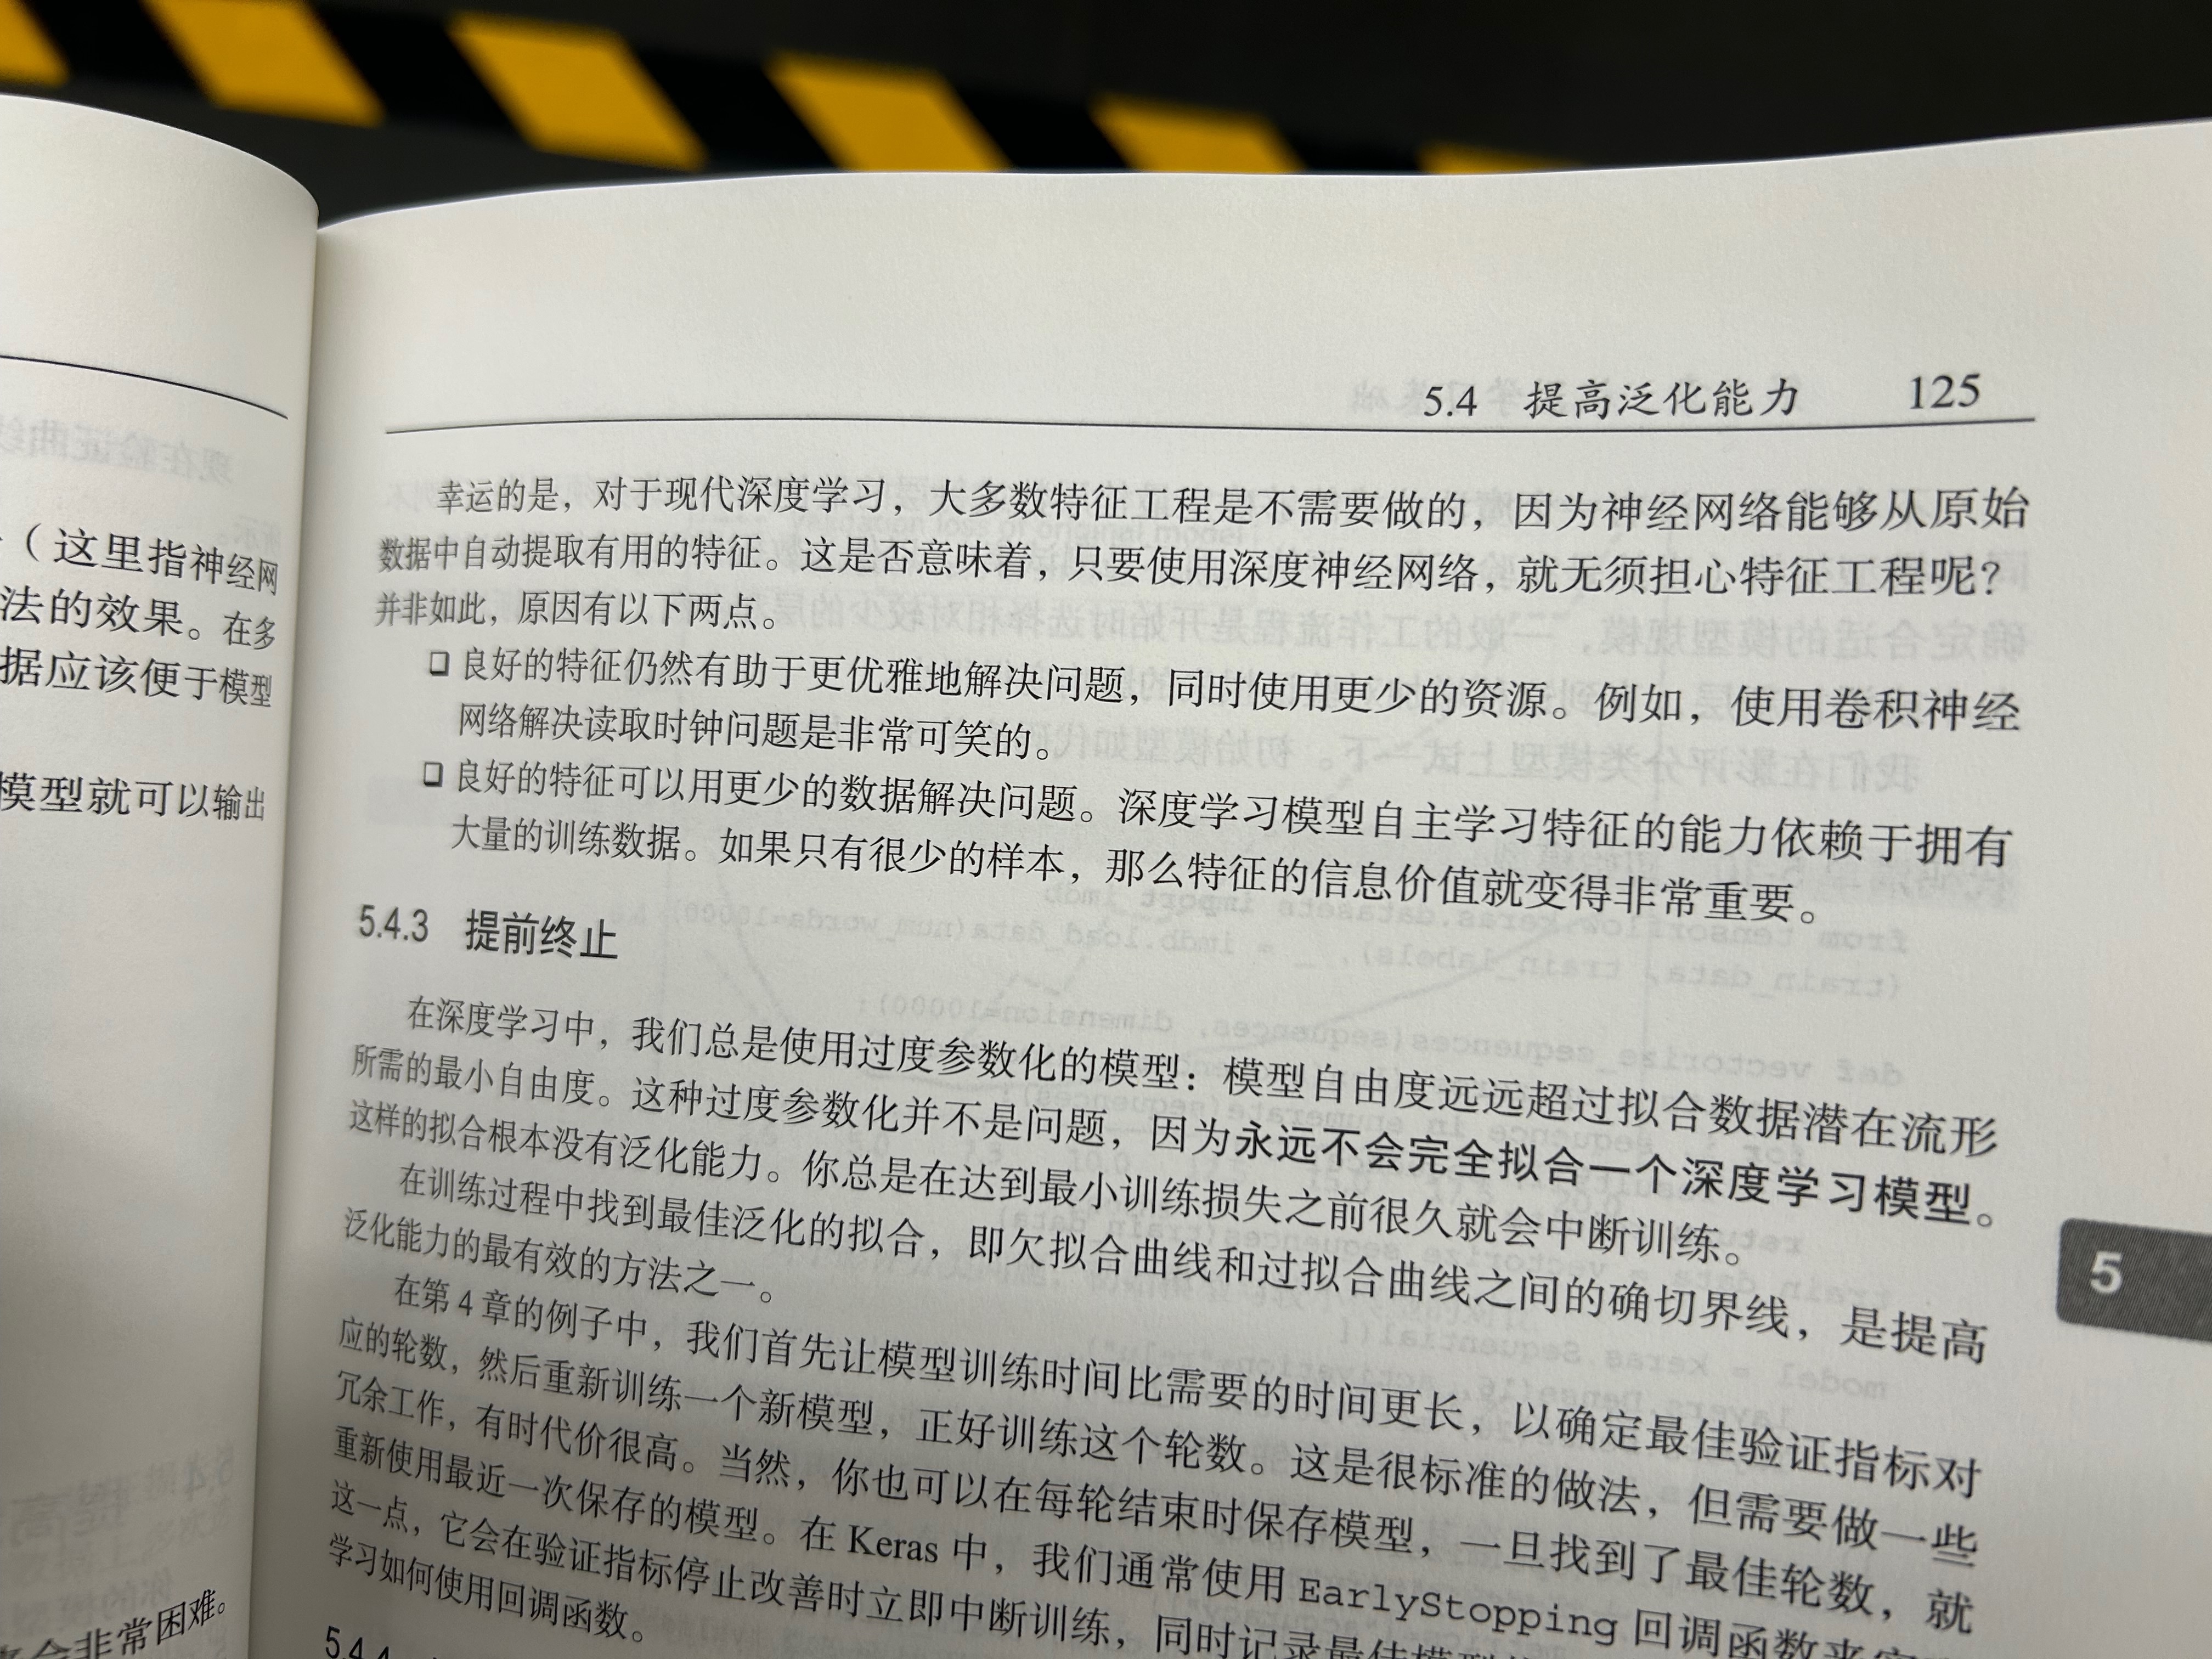 （这里指神经网
法的效果。在多
据应该便于模型
模型就可以输出
会非常困难。
5.4 提高泛化能力 125
幸运的是，对于现代深度学习，大多数特征工程是不需要做的，因为神经网络能够从原始
数据中自动提取有用的特征。这是否意味着，只要使用深度神经网络，就无须担心特征工程呢？
并非如此，原因有以下两点。
❑ 良好的特征仍然有助于更优雅地解决问题，同时使用更少的资源。例如，使用卷积神经
网络解决读取时钟问题是非常可笑的。
❑ 良好的特征可以用更少的数据解决问题。深度学习模型自主学习特征的能力依赖于拥有
大量的训练数据。如果只有很少的样本，那么特征的信息价值就变得非常重要。
5.4.3 提前终止
在深度学习中，我们总是使用过度参数化的模型：模型自由度远远超过拟合数据潜在流形
所需的最小自由度。这种过度参数化并不是问题，因为永远不会完全拟合一个深度学习模型。
这样的拟合根本没有泛化能力。你总是在达到最小训练损失之前很久就会中断训练。
在训练过程中找到最佳泛化的拟合，即欠拟合曲线和过拟合曲线之间的确切界线，是提高
泛化能力的最有效的方法之一。
在第 4 章的例子中，我们首先让模型训练时间比需要的时间更长，以确定最佳验证指标对
应的轮数，然后重新训练一个新模型，正好训练这个轮数。这是很标准的做法，但需要做一些
冗余工作，有时代价很高。当然，你也可以在每轮结束时保存模型，一旦找到了最佳轮数，就
重新使用最近一次保存的模型。在 Keras 中，我们通常使用 EarlyStopping 回调函数来
这一点，它会在验证指标停止改善时立即中断训练，同时记录最佳模型
学习如何使用回调函数。
5.4.4
5